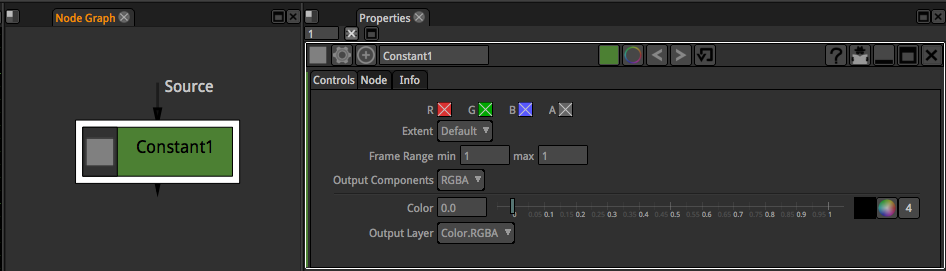 Node Graph
Properties
1
Source
Constant1
Constant1
Controls Node Info
R G B A
Extent Default
Frame Range min 1 max 1
Output Components RGBA
Color 0.0 0 0.05 0.1 0.15 0.2 0.25 0.3 0.35 0.4 0.45 0.5 0.55 0.6 0.65 0.7 0.75 0.8 0.85 0.9 0.95 1 4
Output Layer Color.RGBA